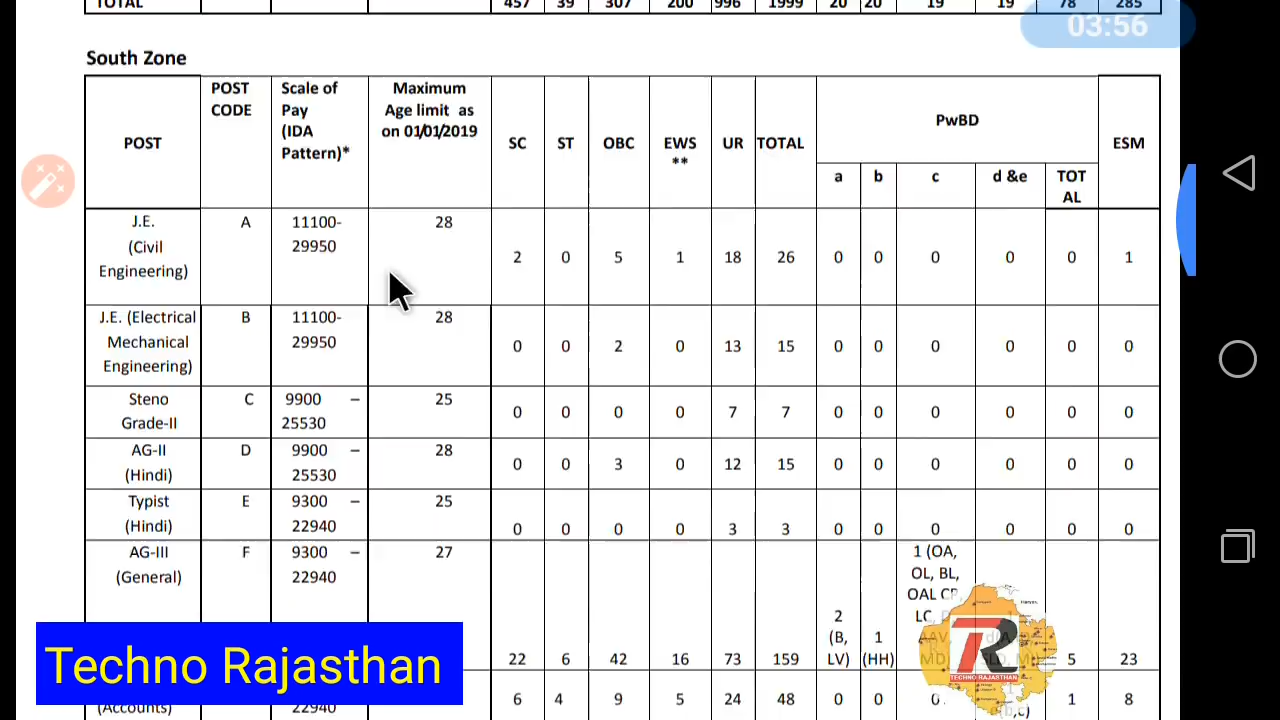 TOTAL 457 39 307 200 996 1999 20 20 19 19 78 285
03:56
South Zone
POST POST CODE Scale of Pay (IDA Pattern)* Maximum Age limit as on 01/01/2019 SC ST OBC EWS ** UR TOTAL PwBD ESM
a b c d &e TOT AL
J.E. (Civil Engineering) A 11100-29950 28 2 0 5 1 18 26 0 0 0 0 0 1
J.E. (Electrical Mechanical Engineering) B 11100-29950 28 0 0 2 0 13 15 0 0 0 0 0 0
Steno Grade-II C 9900 – 25530 25 0 0 0 0 7 7 0 0 0 0 0 0
AG-II (Hindi) D 9900 – 25530 28 0 0 3 0 12 15 0 0 0 0 0 0
Typist (Hindi) E 9300 – 22940 25 0 0 0 0 3 3 0 0 0 0 0 0
AG-III (General) F 9300 – 22940 27 22 6 42 16 73 159 2 (B, LV) 1 (HH) 1 (OA, OL, BL, OAL CP, LC, 5 23
(Accounts) 22940 6 4 9 5 24 48 0 0 0 1 8
Techno Rajasthan
TR
TECHNO RAJASTHAN